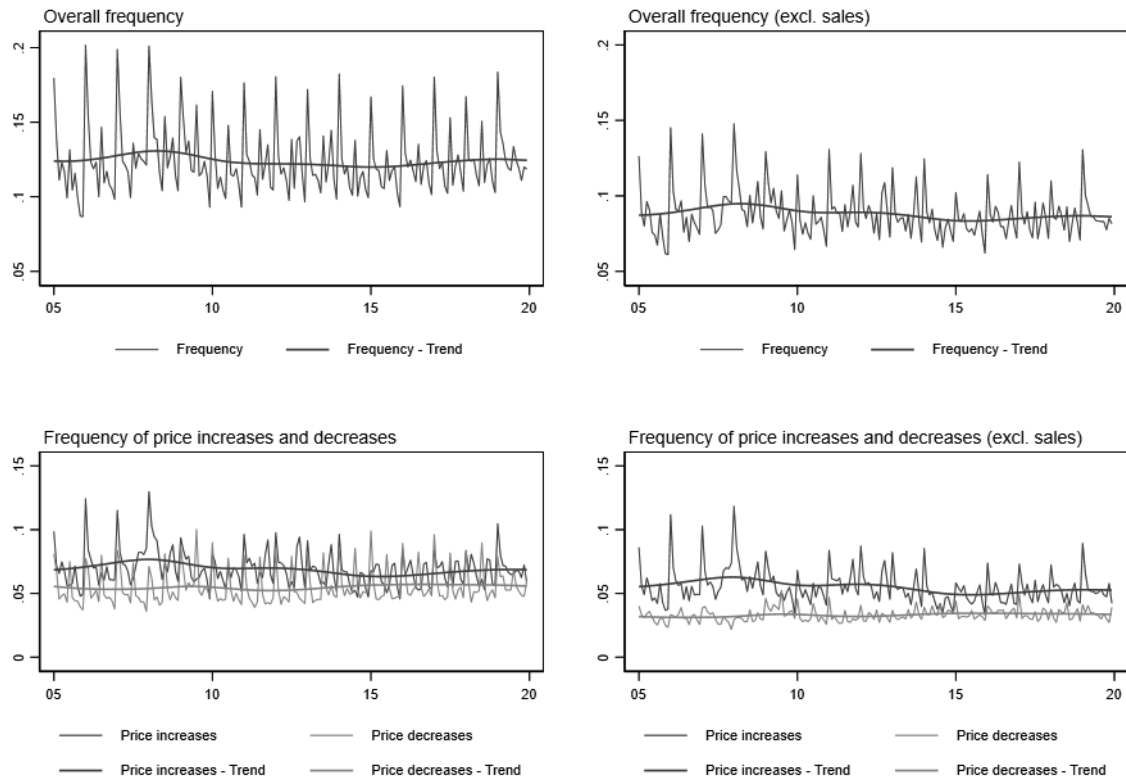 Overall frequency
.2
.15
.1
.05
05 10 15 20
Frequency Frequency - Trend
Overall frequency (excl. sales)
.2
.15
.1
.05
05 10 15 20
Frequency Frequency - Trend
Frequency of price increases and decreases
.15
.1
.05
0
05 10 15 20
Price increases Price decreases
Price increases - Trend Price decreases - Trend
Frequency of price increases and decreases (excl. sales)
.15
.1
.05
0
05 10 15 20
Price increases Price decreases
Price increases - Trend Price decreases - Trend